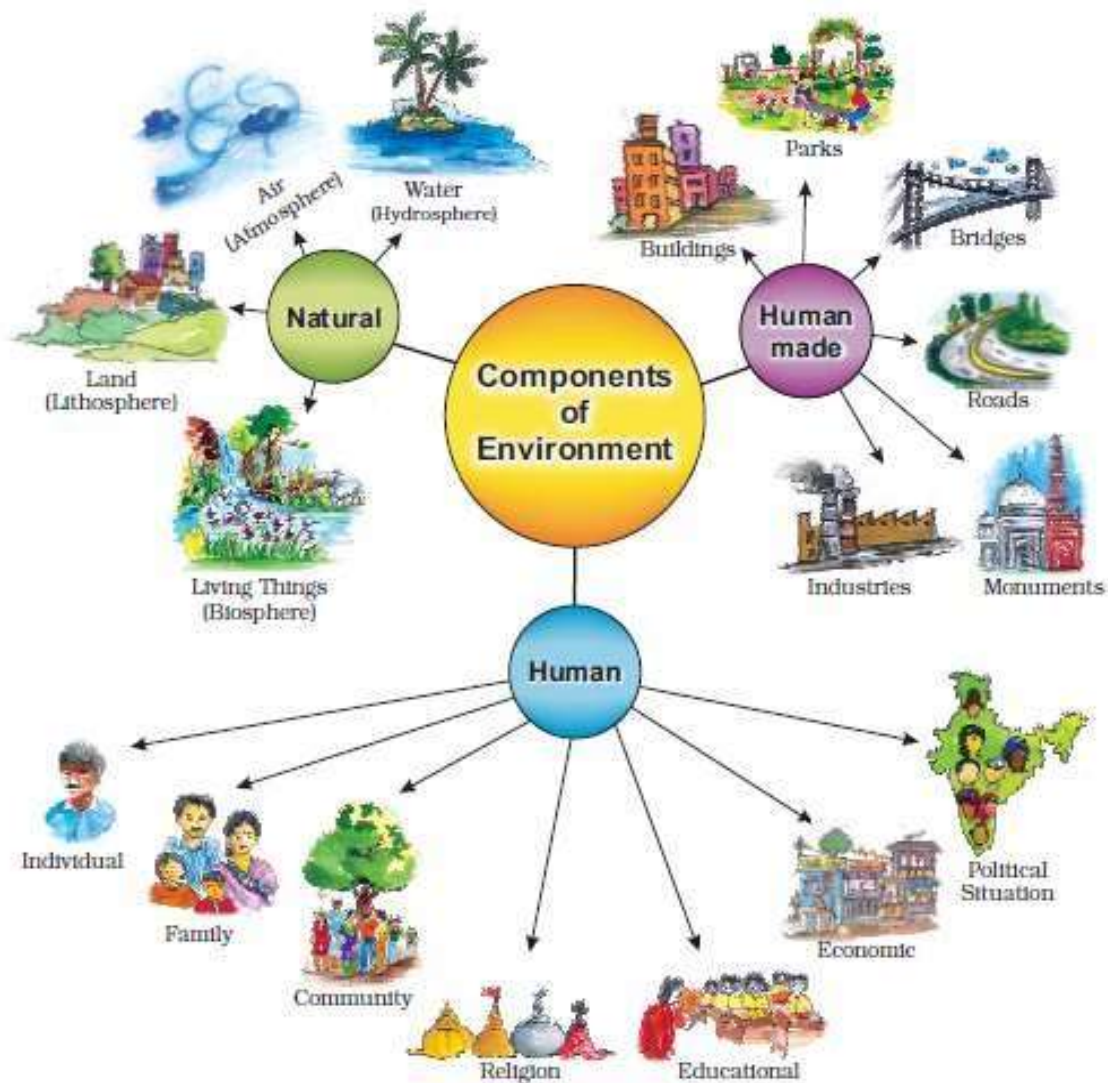 Components
of
Environment
Natural
Air
(Atmosphere)
Water
(Hydrosphere)
Land
(Lithosphere)
Living Things
(Biosphere)
Human
made
Buildings
Parks
Bridges
Roads
Monuments
Industries
Human
Individual
Family
Community
Religion
Educational
Economic
Political
Situation